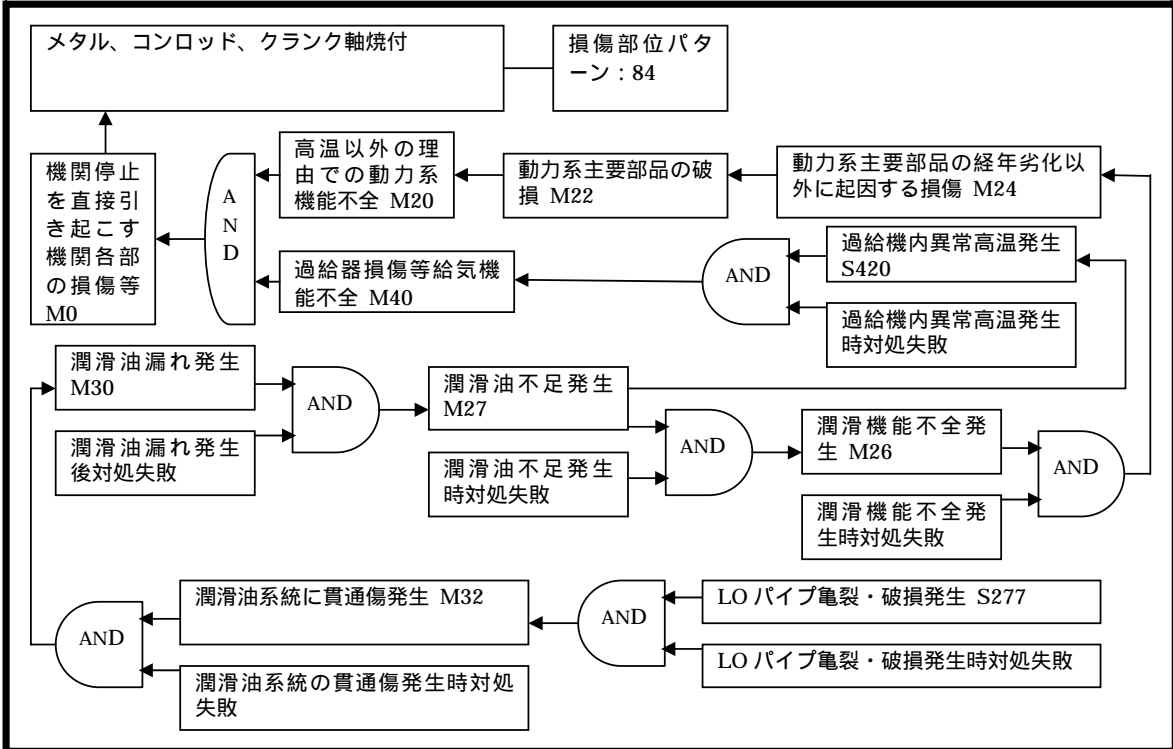 メタル、コンロッド、クランク軸焼付
損傷部位パタ
ーン：84
機関停止
を直接引
き起こす
機関各部
の損傷等
M0
A
N
D
高温以外の理
由での動力系
機能不全 M20
動力系主要部品の破
損 M22
動力系主要部品の経年劣化以
外に起因する損傷 M24
過給器損傷等給気機
能不全 M40
AND
過給機内異常高温発生
S420
過給機内異常高温発生
時対処失敗
潤滑油漏れ発生
M30
潤滑油漏れ発生
後対処失敗
AND
潤滑油不足発生
M27
潤滑油不足発生
時対処失敗
AND
潤滑機能不全発
生 M26
潤滑機能不全発
生時対処失敗
AND
AND
潤滑油系統に貫通傷発生 M32
潤滑油系統の貫通傷発生時対処
失敗
AND
LO パイプ亀裂・破損発生 S277
LO パイプ亀裂・破損発生時対処失敗